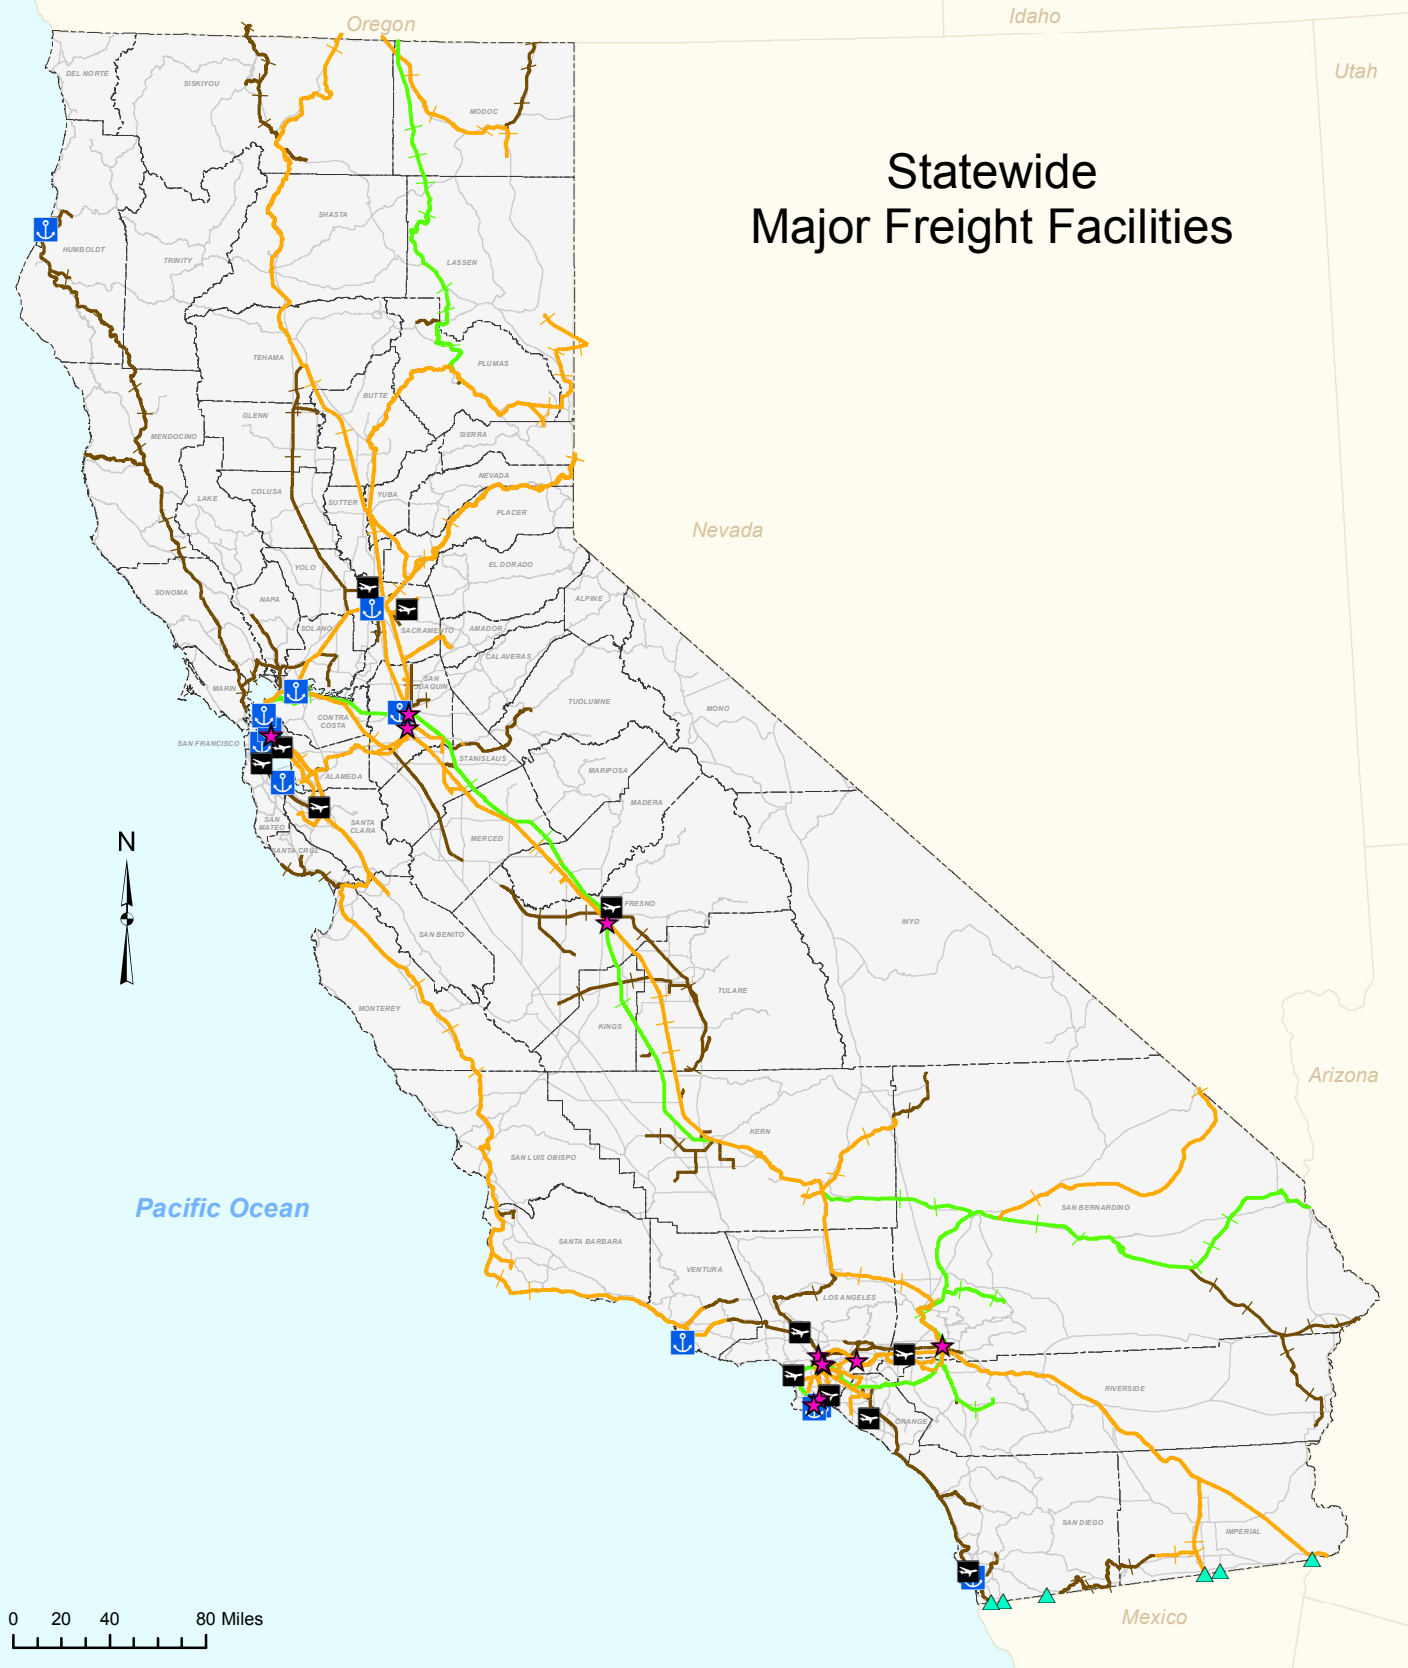 Oregon
Idaho
Utah
DEL NORTE
SISKIYOU
MODOC
Statewide
Major Freight Facilities
SHASTA
HUMBOLDT
TRINITY
LASSEN
TEHAMA
PLUMAS
BUTTE
GLENN
MENDOCINO
SIERRA
NEVADA
LAKE
COLUSA
SUTTER
YUBA
PLACER
Nevada
YOLO
EL DORADO
SONOMA
NAPA
ALPINE
SOLANO
SACRAMENTO
AMADOR
CALAVERAS
MARIN
SAN
JOAQUIN
TUOLUMNE
MONO
CONTRA
COSTA
SAN FRANCISCO
STANISLAUS
ALAMEDA
MARIPOSA
MADERA
SAN
MATEO
SANTA
CLARA
MERCED
SANTA CRUZ
N
FRESNO
INYO
SAN BENITO
TULARE
MONTEREY
KINGS
Arizona
KERN
SAN LUIS OBISPO
Pacific Ocean
SAN BERNARDINO
SANTA BARBARA
VENTURA
LOS ANGELES
RIVERSIDE
ORANGE
SAN DIEGO
IMPERIAL
Mexico
0 20 40 80 Miles